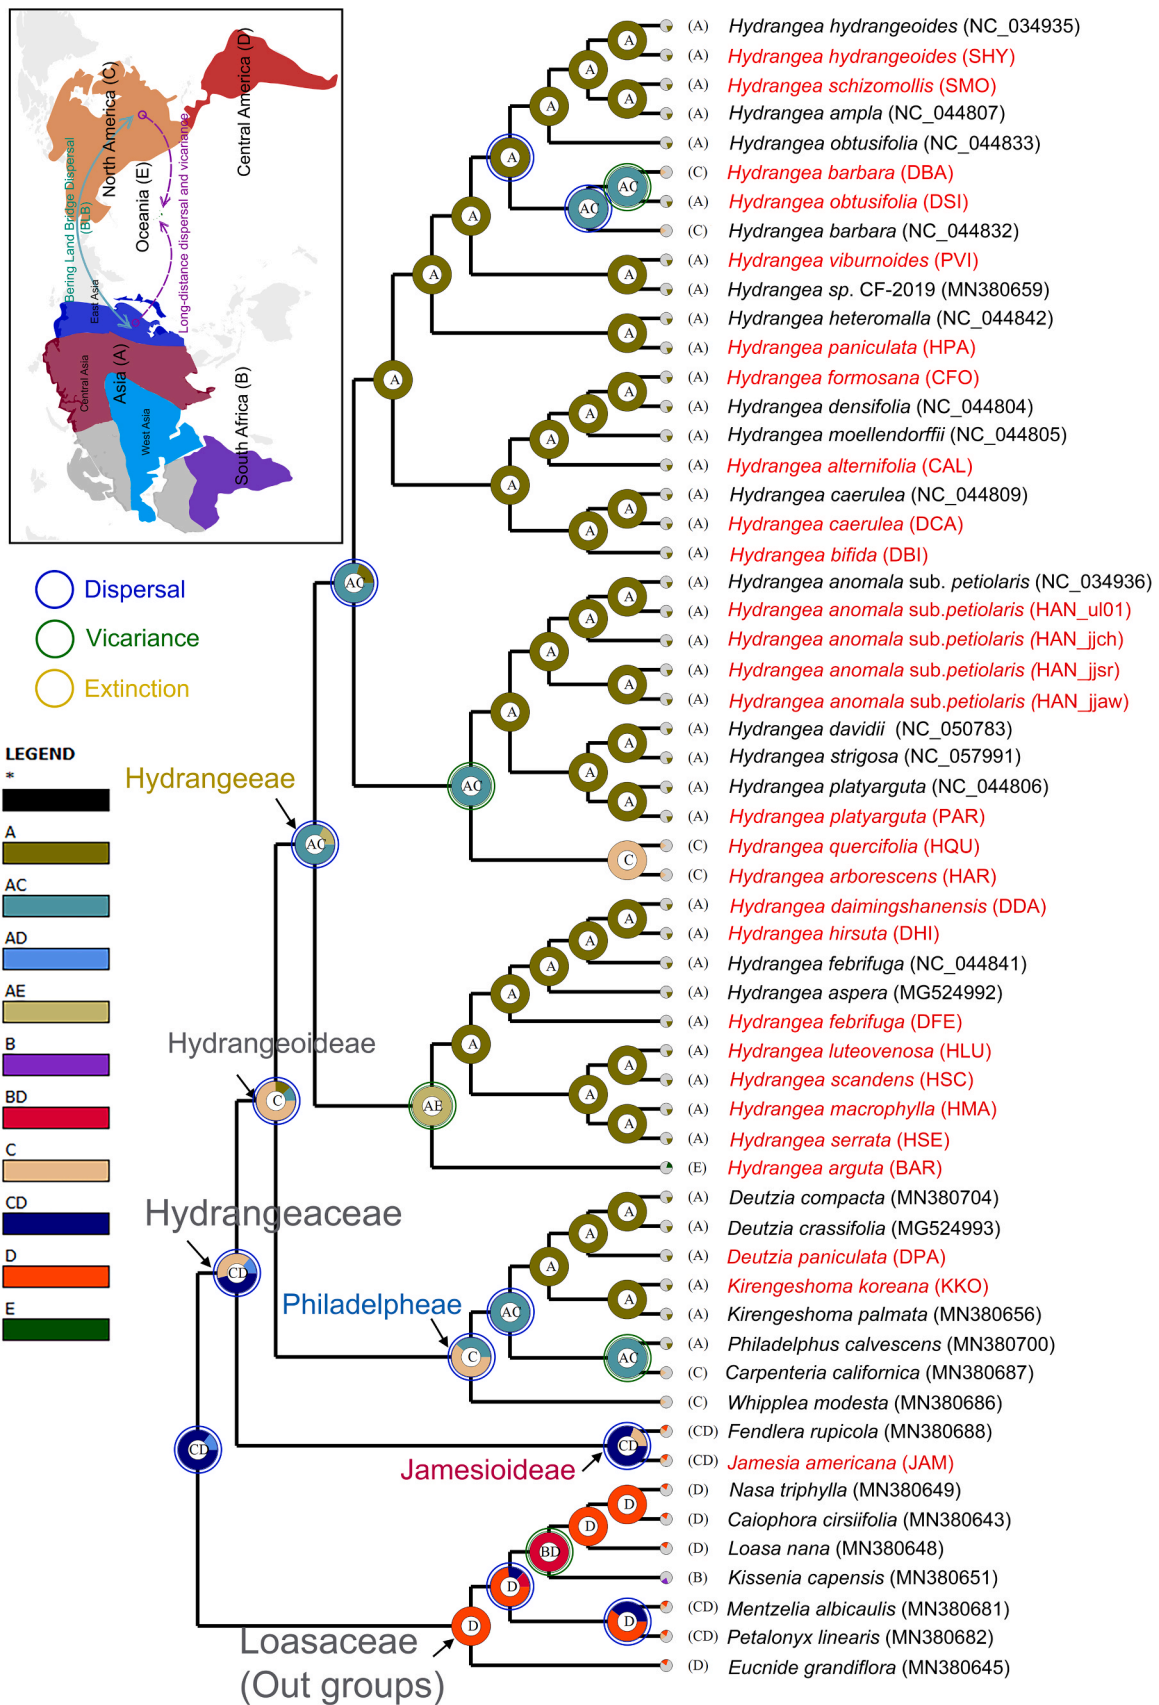 North America (C)
Central America (D)
Oceania (E)
Bering Land Bridge Dispersal
(BLB)
Long-distance dispersal and vicariance
East Asia
Central Asia
Asia (A)
West Asia
South Africa (B)
Dispersal
Vicariance
Extinction
LEGEND
*
A
AC
AD
AE
B
BD
C
CD
D
E
Hydrangeeae
Hydrangeoideae
Hydrangeaceae
Philadelpheae
Jamesioideae
Loasaceae
(Out groups)
(A) Hydrangea hydrangeoides (NC_034935)
(A) Hydrangea hydrangeoides (SHY)
(A) Hydrangea schizomollis (SMO)
(A) Hydrangea ampla (NC_044807)
(A) Hydrangea obtusifolia (NC_044833)
(C) Hydrangea barbara (DBA)
(A) Hydrangea obtusifolia (DSI)
(C) Hydrangea barbara (NC_044832)
(A) Hydrangea viburnoides (PVI)
(A) Hydrangea sp. CF-2019 (MN380659)
(A) Hydrangea heteromalla (NC_044842)
(A) Hydrangea paniculata (HPA)
(A) Hydrangea formosana (CFO)
(A) Hydrangea densifolia (NC_044804)
(A) Hydrangea moellendorffii (NC_044805)
(A) Hydrangea alternifolia (CAL)
(A) Hydrangea caerulea (NC_044809)
(A) Hydrangea caerulea (DCA)
(A) Hydrangea bifida (DBI)
(A) Hydrangea anomala sub. petiolaris (NC_034936)
(A) Hydrangea anomala sub.petiolaris (HAN_ul01)
(A) Hydrangea anomala sub.petiolaris (HAN_jjch)
(A) Hydrangea anomala sub.petiolaris (HAN_jjsr)
(A) Hydrangea anomala sub.petiolaris (HAN_jjaw)
(A) Hydrangea davidii (NC_050783)
(A) Hydrangea strigosa (NC_057991)
(A) Hydrangea platyarguta (NC_044806)
(A) Hydrangea platyarguta (PAR)
(C) Hydrangea quercifolia (HQU)
(C) Hydrangea arborescens (HAR)
(A) Hydrangea daimingshanensis (DDA)
(A) Hydrangea hirsuta (DHI)
(A) Hydrangea febrifuga (NC_044841)
(A) Hydrangea aspera (MG524992)
(A) Hydrangea febrifuga (DFE)
(A) Hydrangea luteovenosa (HLU)
(A) Hydrangea scandens (HSC)
(A) Hydrangea macrophylla (HMA)
(A) Hydrangea serrata (HSE)
(E) Hydrangea arguta (BAR)
(A) Deutzia compacta (MN380704)
(A) Deutzia crassifolia (MG524993)
(A) Deutzia paniculata (DPA)
(A) Kirengeshoma koreana (KKO)
(A) Kirengeshoma palmata (MN380656)
(A) Philadelphus calvescens (MN380700)
(C) Carpenteria californica (MN380687)
(C) Whipplea modesta (MN380686)
(CD) Fendlera rupicola (MN380688)
(CD) Jamesia americana (JAM)
(D) Nasa triphylla (MN380649)
(D) Caiophora cirsiifolia (MN380643)
(D) Loasa nana (MN380648)
(B) Kissenia capensis (MN380651)
(CD) Mentzelia albicaulis (MN380681)
(CD) Petalonyx linearis (MN380682)
(D) Eucnide grandiflora (MN380645)
A
A
A
A
A
AC
AC
A
A
A
A
A
A
A
A
A
A
A
AC
A
A
A
A
A
A
A
A
AC
C
AC
A
A
A
A
A
A
A
A
AE
C
A
A
A
A
AC
AC
C
CD
CD
CD
D
D
BD
D
D
D